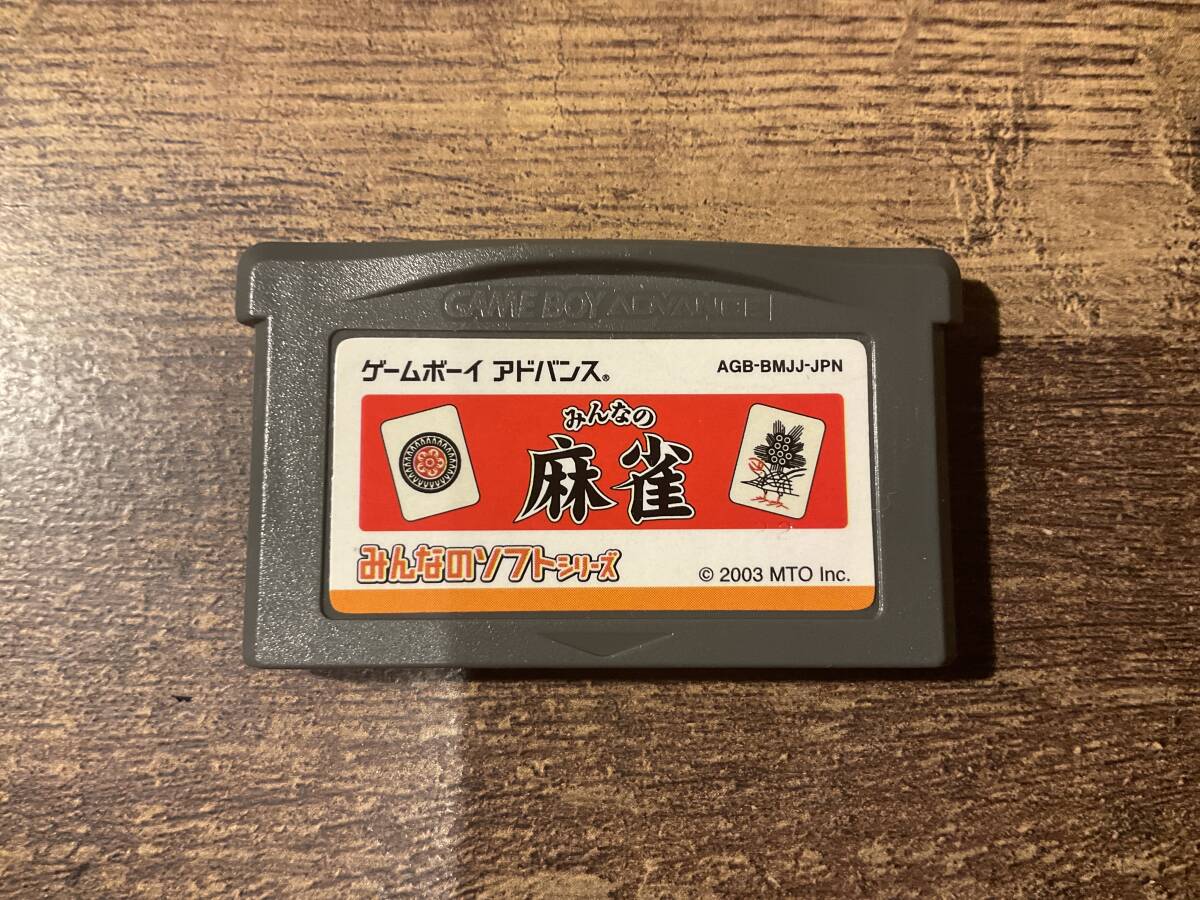 GAME BOY ADVANCE
ゲームボーイ アドバンス®
AGB-BMJJ-JPN
みんなの
麻雀
みんなのソフトシリーズ
© 2003 MTO Inc.